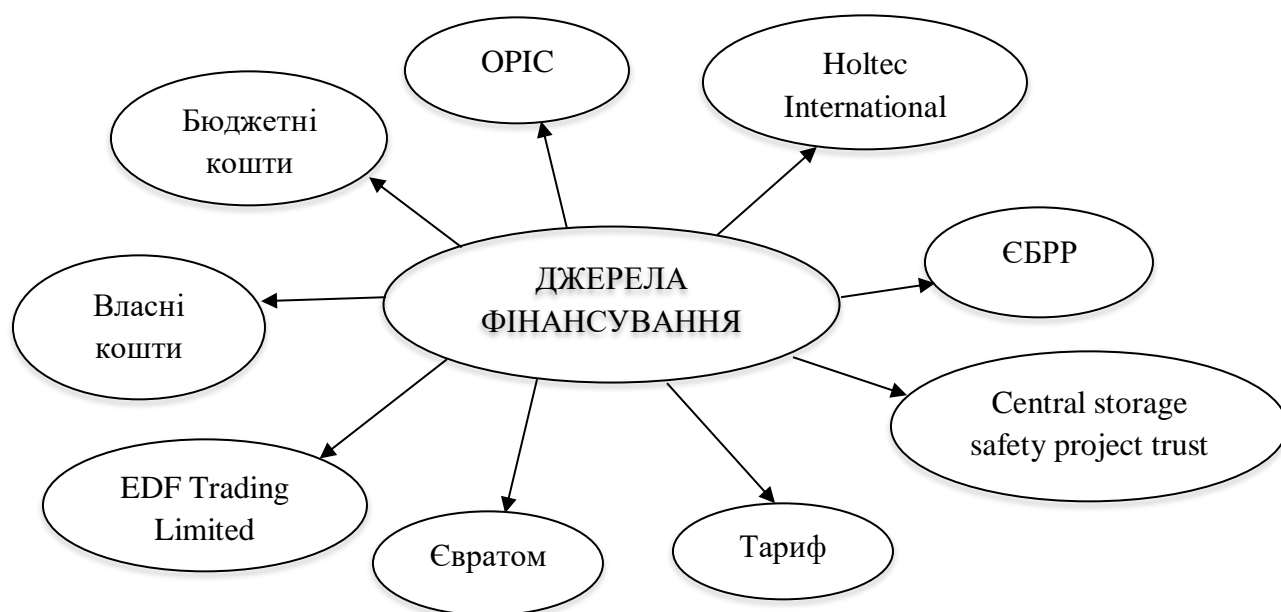 ОРІС
Holtec
International
Бюджетні
кошти
ЄБРР
ДЖЕРЕЛА
ФІНАНСУВАННЯ
Власні
кошти
Central storage
safety project trust
EDF Trading
Limited
Євратом
Тариф